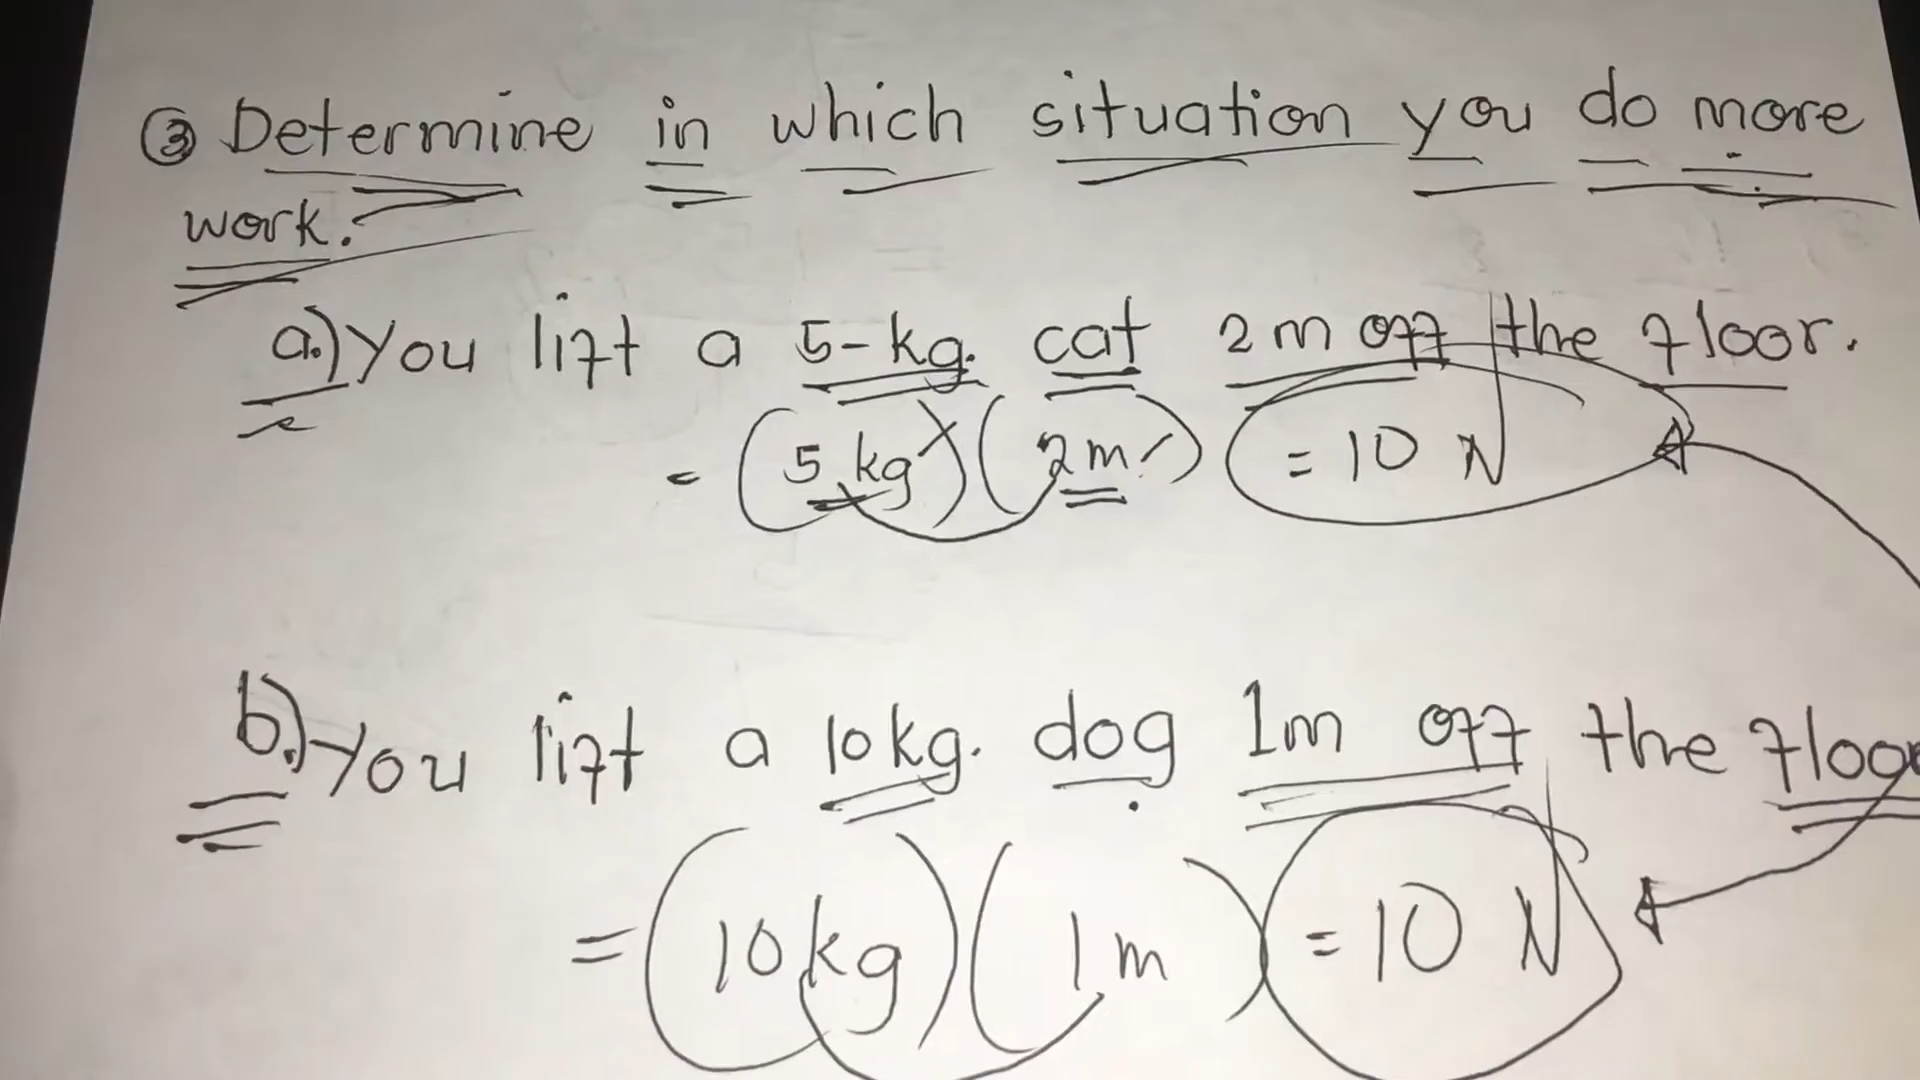 ③ Determine in which situation you do more
work.
a.) You lift a 5-kg. cat 2m off the floor.
= (5 kg)(2m) = 10 N
b.) You lift a 10kg. dog 1m off the floor
= (10kg)(1m) = 10 N